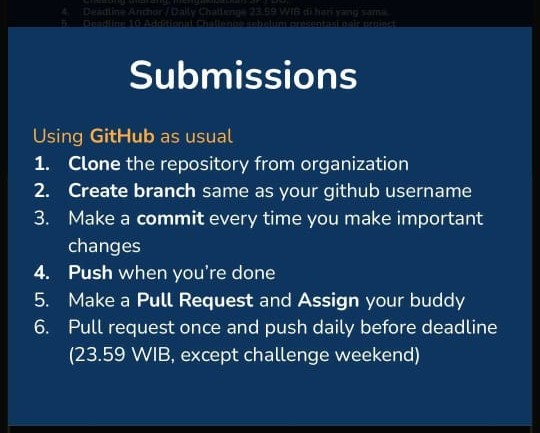 4. Deadline Anchor / Daily Challenge 23.59 WIB di hari yang sama.
5. Deadline 10 Additional Challenge sebelum presentasi pair project
Submissions
Using GitHub as usual
1. Clone the repository from organization
2. Create branch same as your github username
3. Make a commit every time you make important
changes
4. Push when you’re done
5. Make a Pull Request and Assign your buddy
6. Pull request once and push daily before deadline
(23.59 WIB, except challenge weekend)